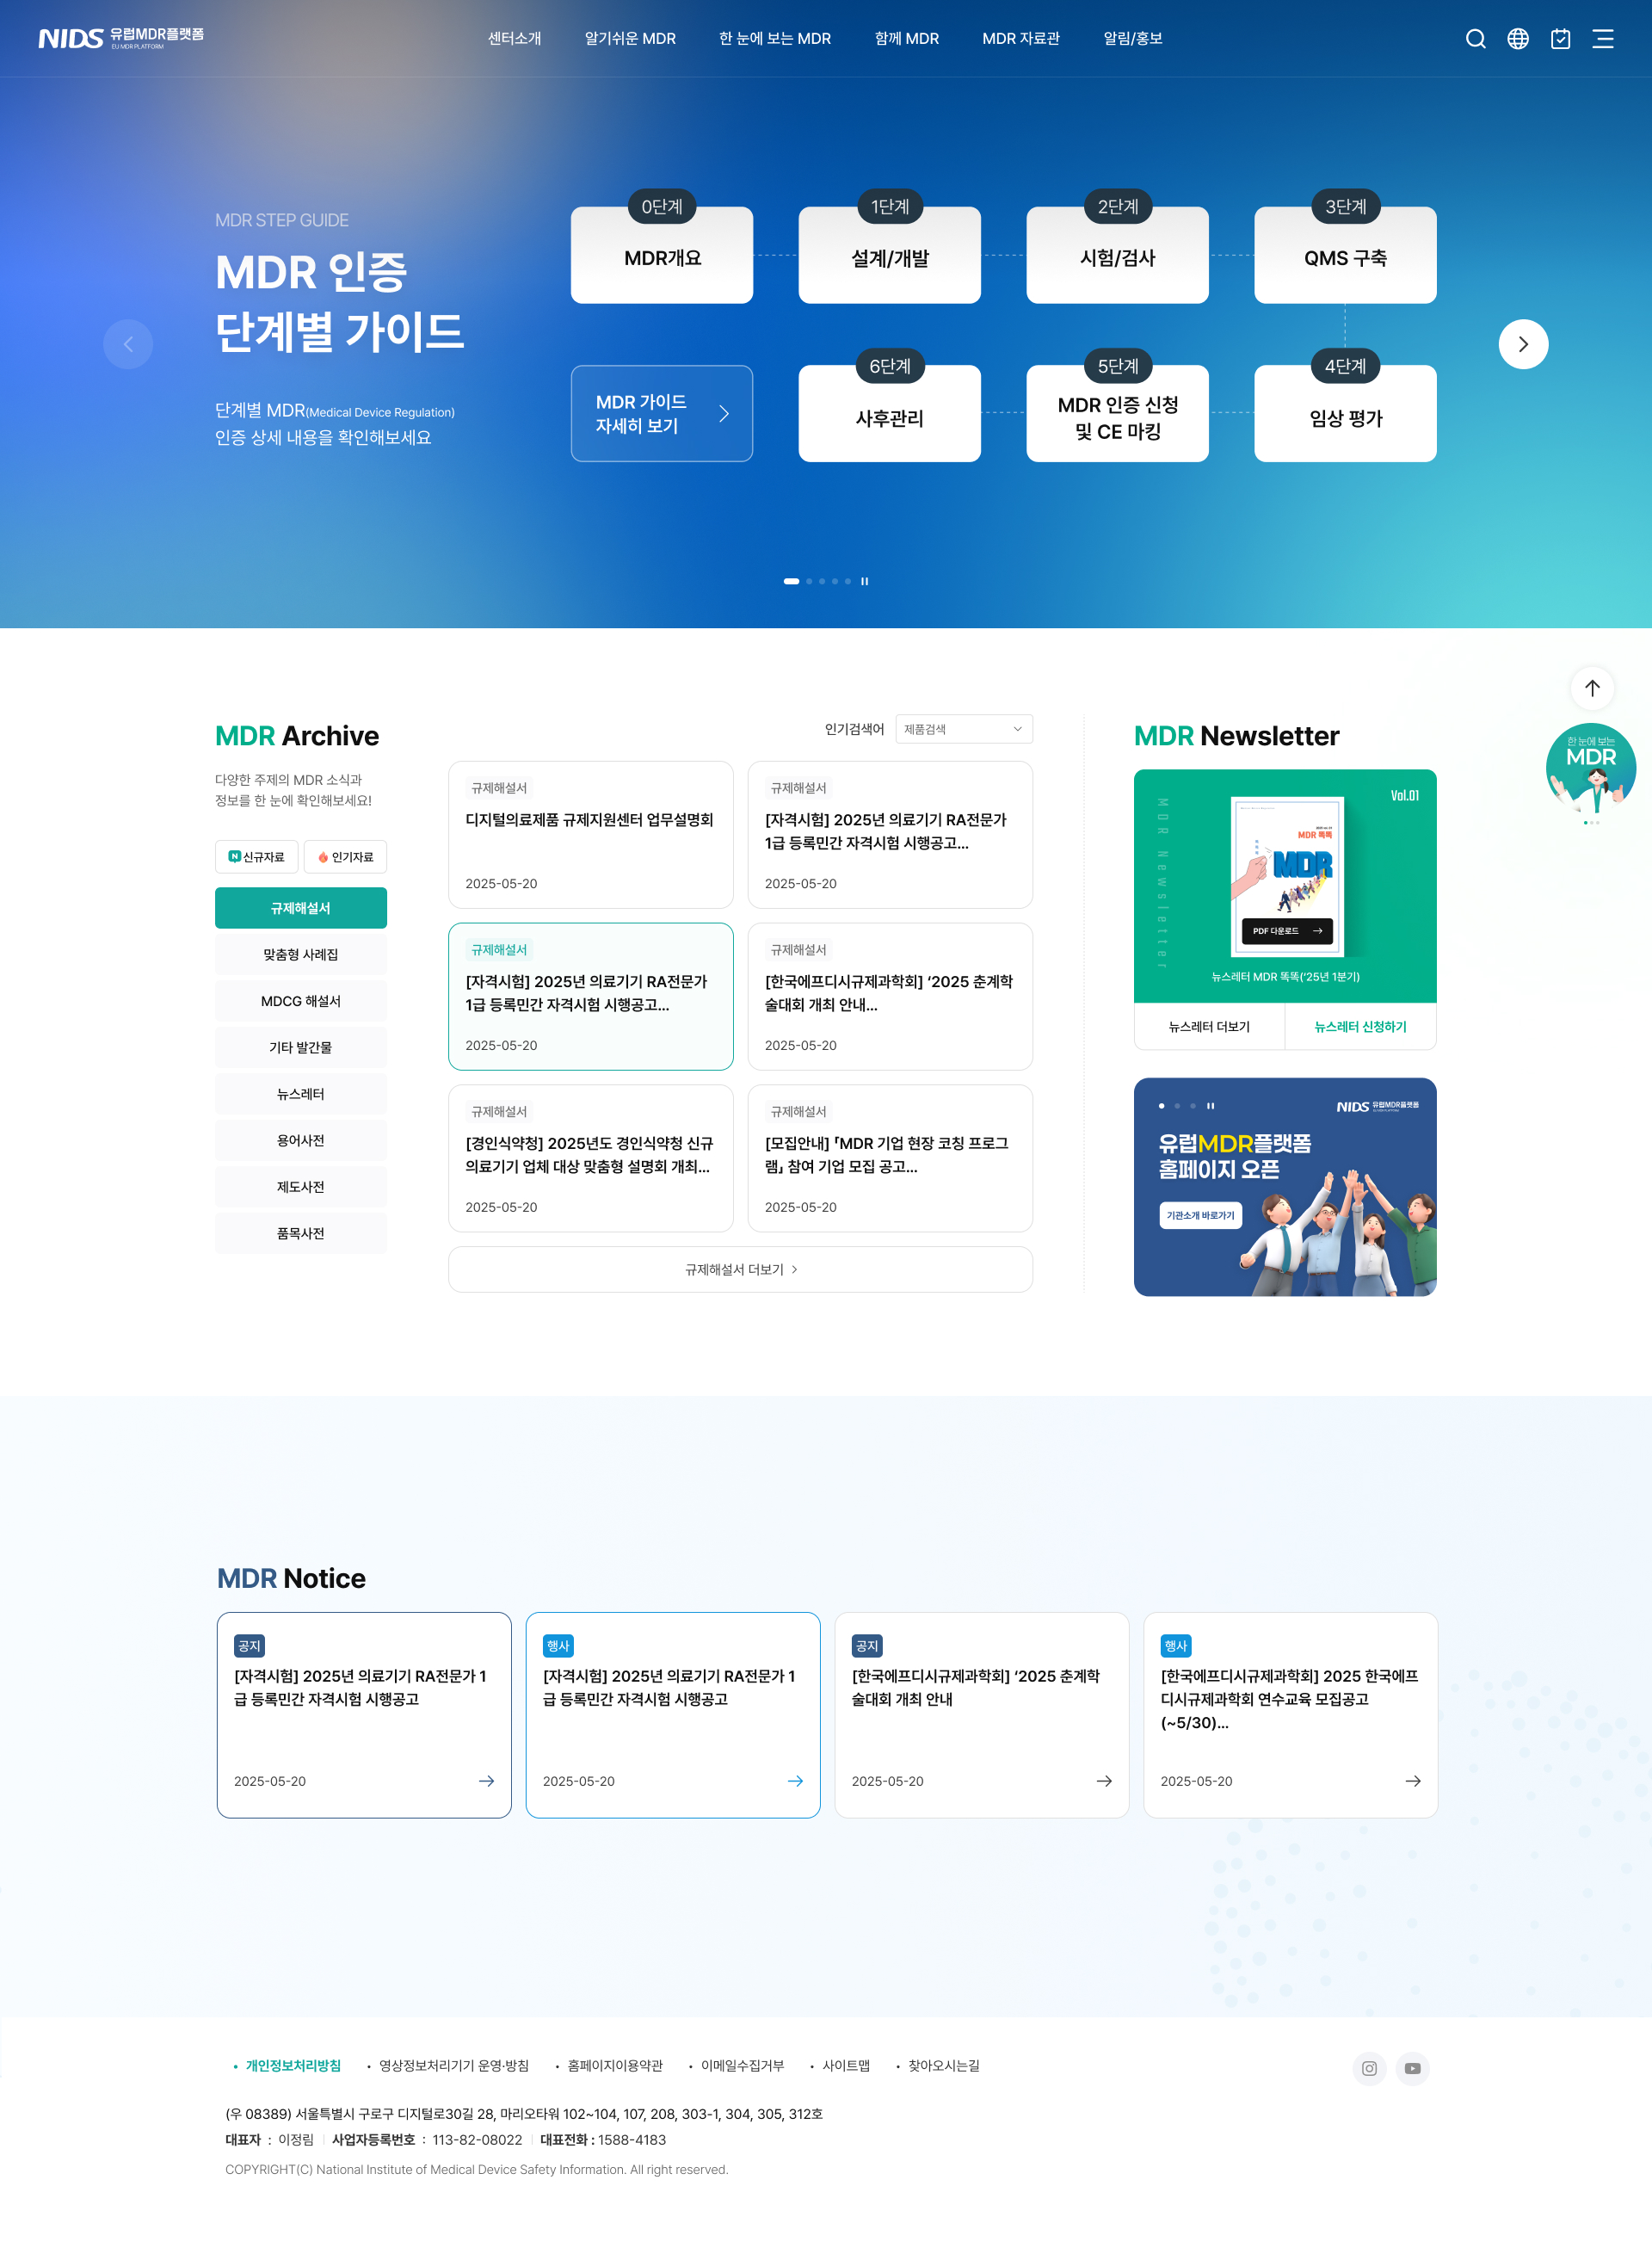 NIDS 유럽MDR플랫폼
EU MDR PLATFORM
센터소개 알기쉬운 MDR 한 눈에 보는 MDR 함께 MDR MDR 자료관 알림/홍보
MDR STEP GUIDE
MDR 인증
단계별 가이드
단계별 MDR(Medical Device Regulation)
인증 상세 내용을 확인해보세요
0단계
MDR개요
1단계
설계/개발
2단계
시험/검사
3단계
QMS 구축
4단계
임상 평가
5단계
MDR 인증 신청
및 CE 마킹
6단계
사후관리
MDR 가이드
자세히 보기
MDR Archive
다양한 주제의 MDR 소식과
정보를 한 눈에 확인해보세요!
N 신규자료
인기자료
규제해설서
맞춤형 사례집
MDCG 해설서
기타 발간물
뉴스레터
용어사전
제도사전
품목사전
인기검색어 제품검색
규제해설서
디지털의료제품 규제지원센터 업무설명회
2025-05-20
규제해설서
[자격시험] 2025년 의료기기 RA전문가
1급 등록민간 자격시험 시행공고...
2025-05-20
규제해설서
[자격시험] 2025년 의료기기 RA전문가
1급 등록민간 자격시험 시행공고...
2025-05-20
규제해설서
[한국에프디시규제과학회] ‘2025 춘계학
술대회 개최 안내...
2025-05-20
규제해설서
[경인식약청] 2025년도 경인식약청 신규
의료기기 업체 대상 맞춤형 설명회 개최...
2025-05-20
규제해설서
[모집안내] 「MDR 기업 현장 코칭 프로그
램」 참여 기업 모집 공고...
2025-05-20
규제해설서 더보기
MDR Newsletter
MDR Newsletter
Vol.01
MDR 똑똑
MDR
PDF 다운로드
뉴스레터 MDR 똑똑(‘25년 1분기)
뉴스레터 더보기
뉴스레터 신청하기
NIDS 유럽MDR플랫폼
유럽MDR플랫폼
홈페이지 오픈
기관소개 바로가기
한 눈에 보는
MDR
MDR Notice
공지
[자격시험] 2025년 의료기기 RA전문가 1
급 등록민간 자격시험 시행공고
2025-05-20
행사
[자격시험] 2025년 의료기기 RA전문가 1
급 등록민간 자격시험 시행공고
2025-05-20
공지
[한국에프디시규제과학회] ‘2025 춘계학
술대회 개최 안내
2025-05-20
행사
[한국에프디시규제과학회] 2025 한국에프
디시규제과학회 연수교육 모집공고
(~5/30)...
2025-05-20
• 개인정보처리방침 • 영상정보처리기기 운영·방침 • 홈페이지이용약관 • 이메일수집거부 • 사이트맵 • 찾아오시는길
(우 08389) 서울특별시 구로구 디지털로30길 28, 마리오타워 102~104, 107, 208, 303-1, 304, 305, 312호
대표자 : 이정림 | 사업자등록번호 : 113-82-08022 | 대표전화 : 1588-4183
COPYRIGHT(C) National Institute of Medical Device Safety Information. All right reserved.